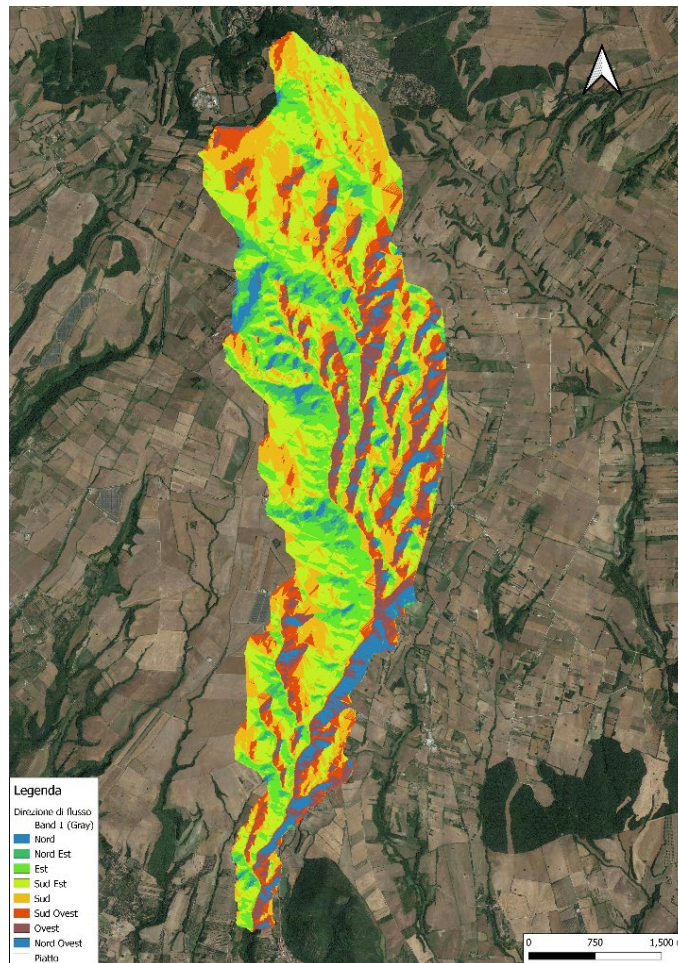 Legenda
Direzione di flusso
Band 1 (Gray)
Nord
Nord Est
Est
Sud Est
Sud
Sud Ovest
Ovest
Nord Ovest
Piatto
0 750 1,500